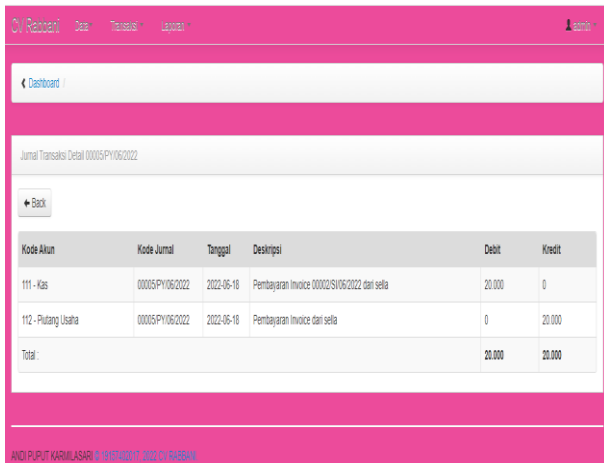 CV Rabbani Data Transaksi Laporan admin
Dashboard /
Jurnal Transaksi Detail 00005/PY/06/2022
Back
Kode Akun Kode Jurnal Tanggal Deskripsi Debit Kredit
111 - Kas 00005/PY/06/2022 2022-06-18 Pembayaran Invoice 00002/SI/06/2022 dari sella 20.000 0
112 - Piutang Usaha 00005/PY/06/2022 2022-06-18 Pembayaran Invoice dari sella 0 20.000
Total : 20.000 20.000
ANDI PUPUT KARMILASARI 2022 CV RABBANI